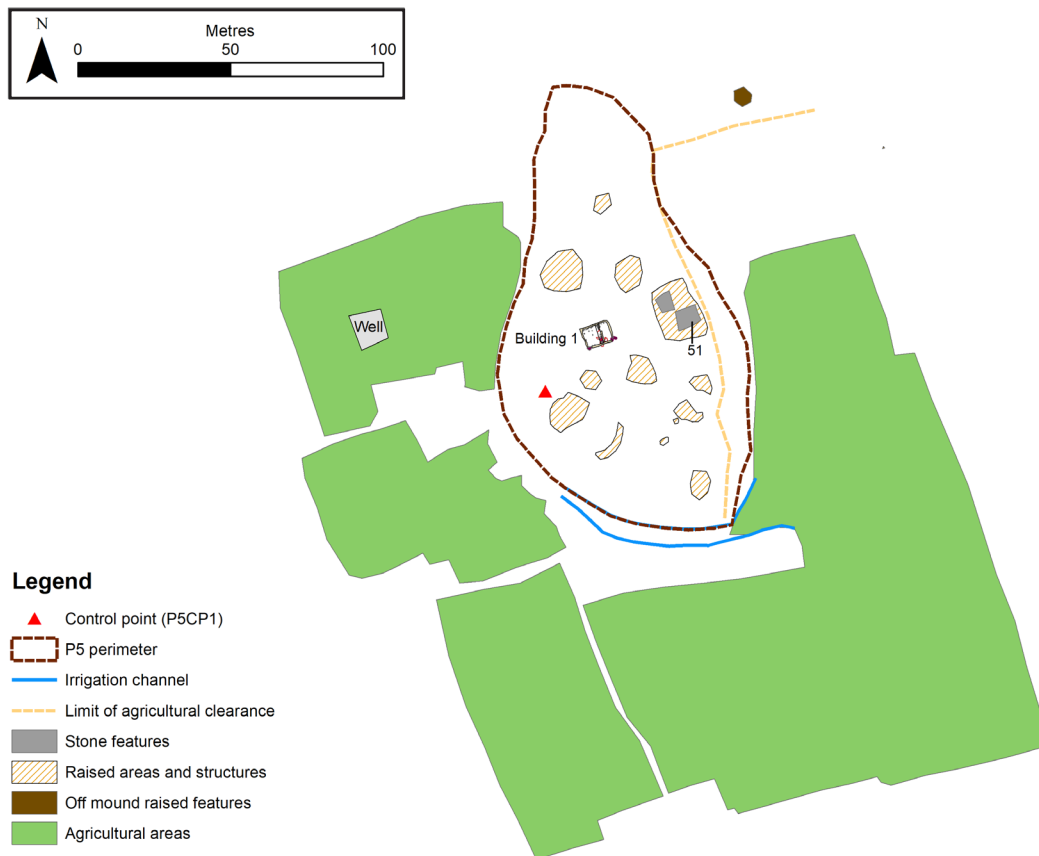 N
Metres
0 50 100
Well
Building 1
51
Legend
Control point (P5CP1)
P5 perimeter
Irrigation channel
Limit of agricultural clearance
Stone features
Raised areas and structures
Off mound raised features
Agricultural areas